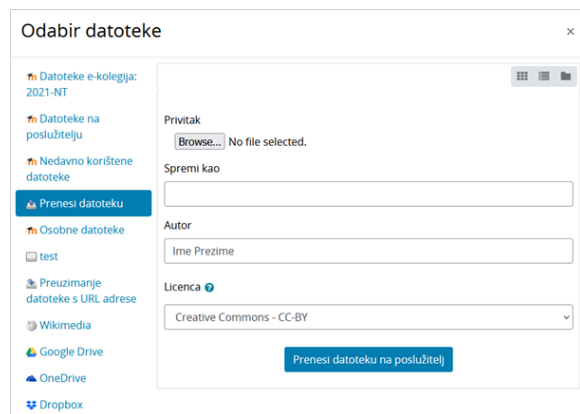 Odabir datoteke
×
Datoteke e-kolegija:
2021-NT
Datoteke na
poslužitelju
Nedavno korištene
datoteke
Prenesi datoteku
Osobne datoteke
test
Preuzimanje
datoteke s URL adrese
Wikimedia
Google Drive
OneDrive
Dropbox
Privitak
Browse... No file selected.
Spremi kao
Autor
Ime Prezime
Licenca ?
Creative Commons - CC-BY
Prenesi datoteku na poslužitelj